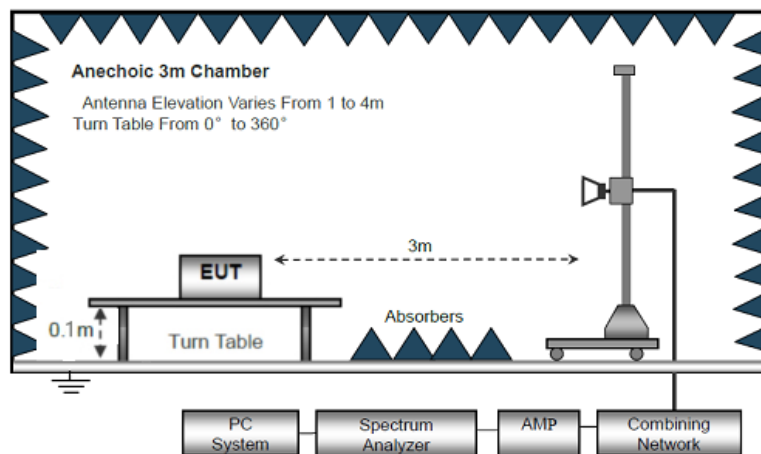 Anechoic 3m Chamber
Antenna Elevation Varies From 1 to 4m
Turn Table From 0° to 360°
3m
EUT
0.1m
Turn Table
Absorbers
PC
System
Spectrum
Analyzer
AMP
Combining
Network